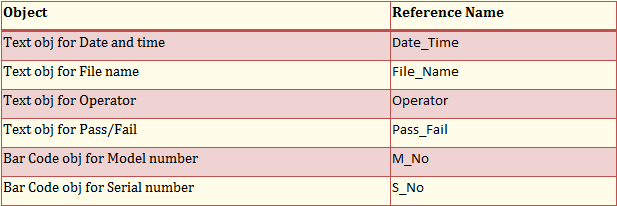 Object Reference Name
Text obj for Date and time Date_Time
Text obj for File name File_Name
Text obj for Operator Operator
Text obj for Pass/Fail Pass_Fail
Bar Code obj for Model number M_No
Bar Code obj for Serial number S_No